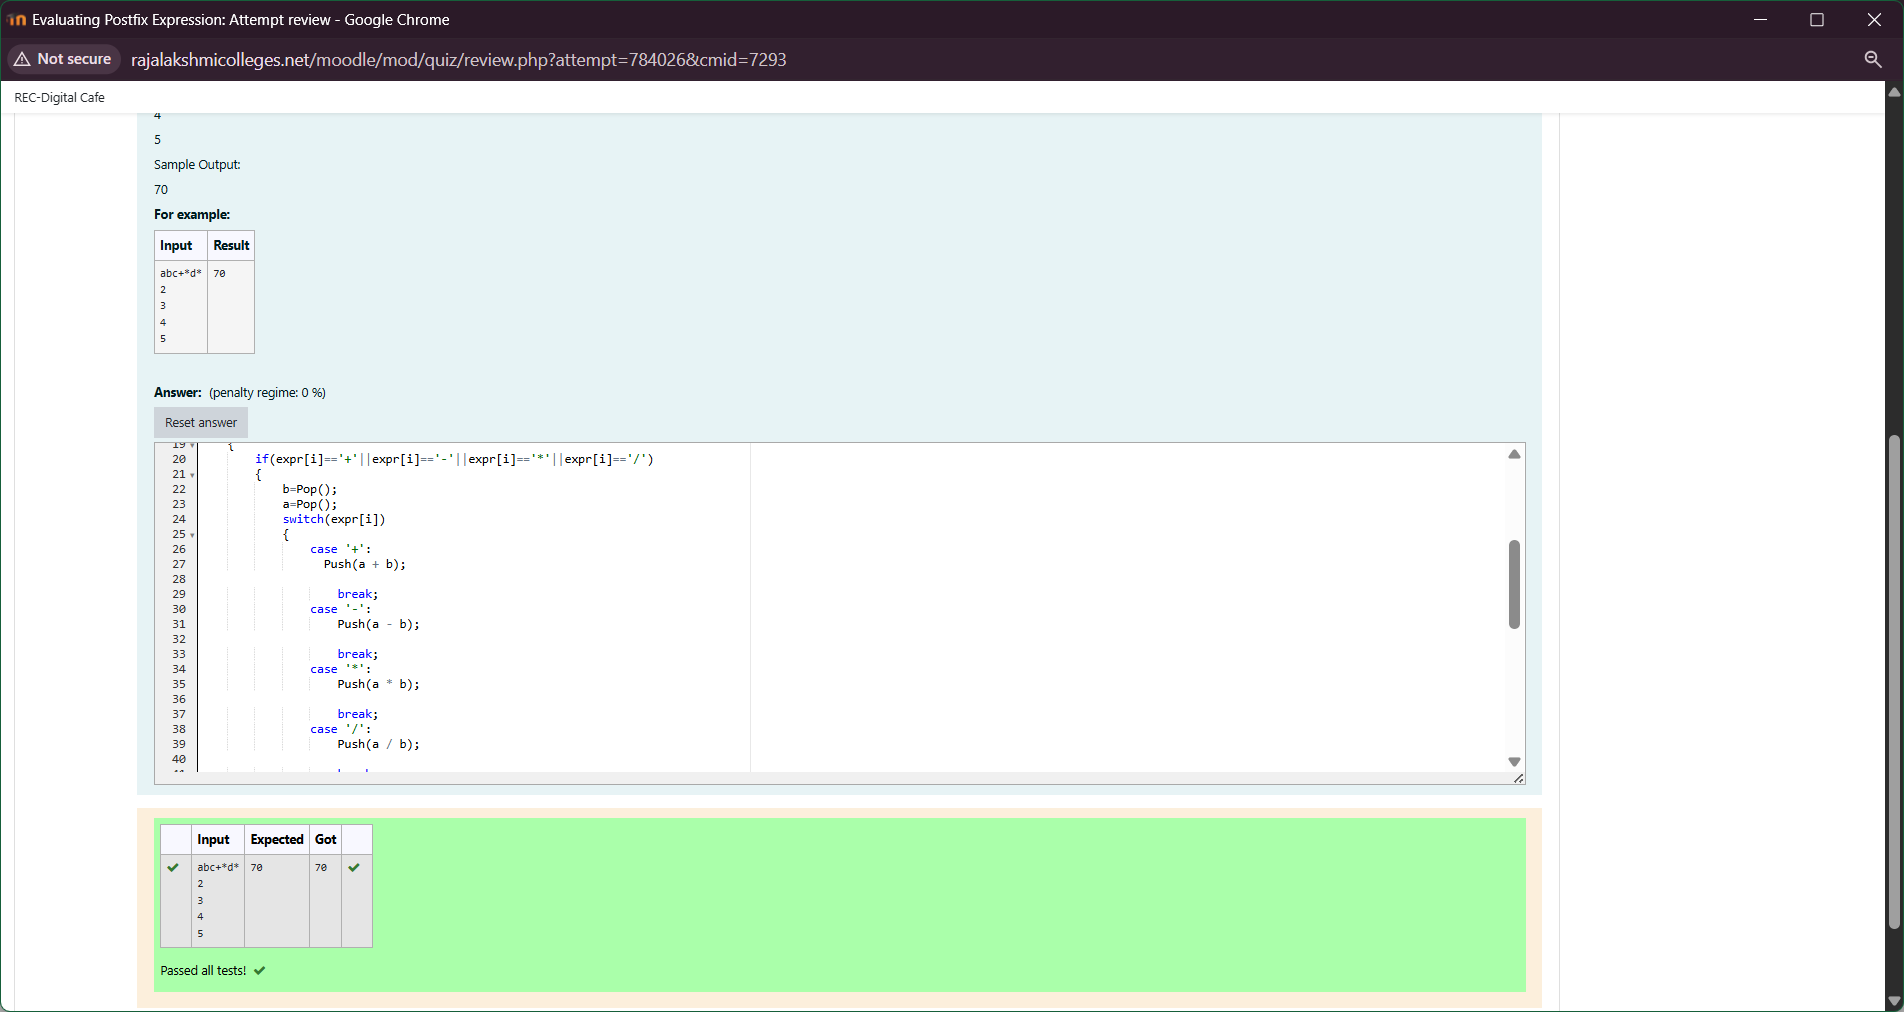 Evaluating Postfix Expression: Attempt review - Google Chrome
Not secure rajalakshmicolleges.net/moodle/mod/quiz/review.php?attempt=784026&cmid=7293
REC-Digital Cafe
4
5
Sample Output:
70
For example:
Input Result
abc+*d* 70
2
3
4
5
Answer: (penalty regime: 0 %)
Reset answer
19 {
20 if(expr[i]=='+'||expr[i]=='-'||expr[i]=='*'||expr[i]=='/')
21 {
22 b=Pop();
23 a=Pop();
24 switch(expr[i])
25 {
26 case '+':
27 Push(a + b);
28
29 break;
30 case '-':
31 Push(a - b);
32
33 break;
34 case '*':
35 Push(a * b);
36
37 break;
38 case '/':
39 Push(a / b);
40
Input Expected Got
abc+*d* 70 70
2
3
4
5
Passed all tests!